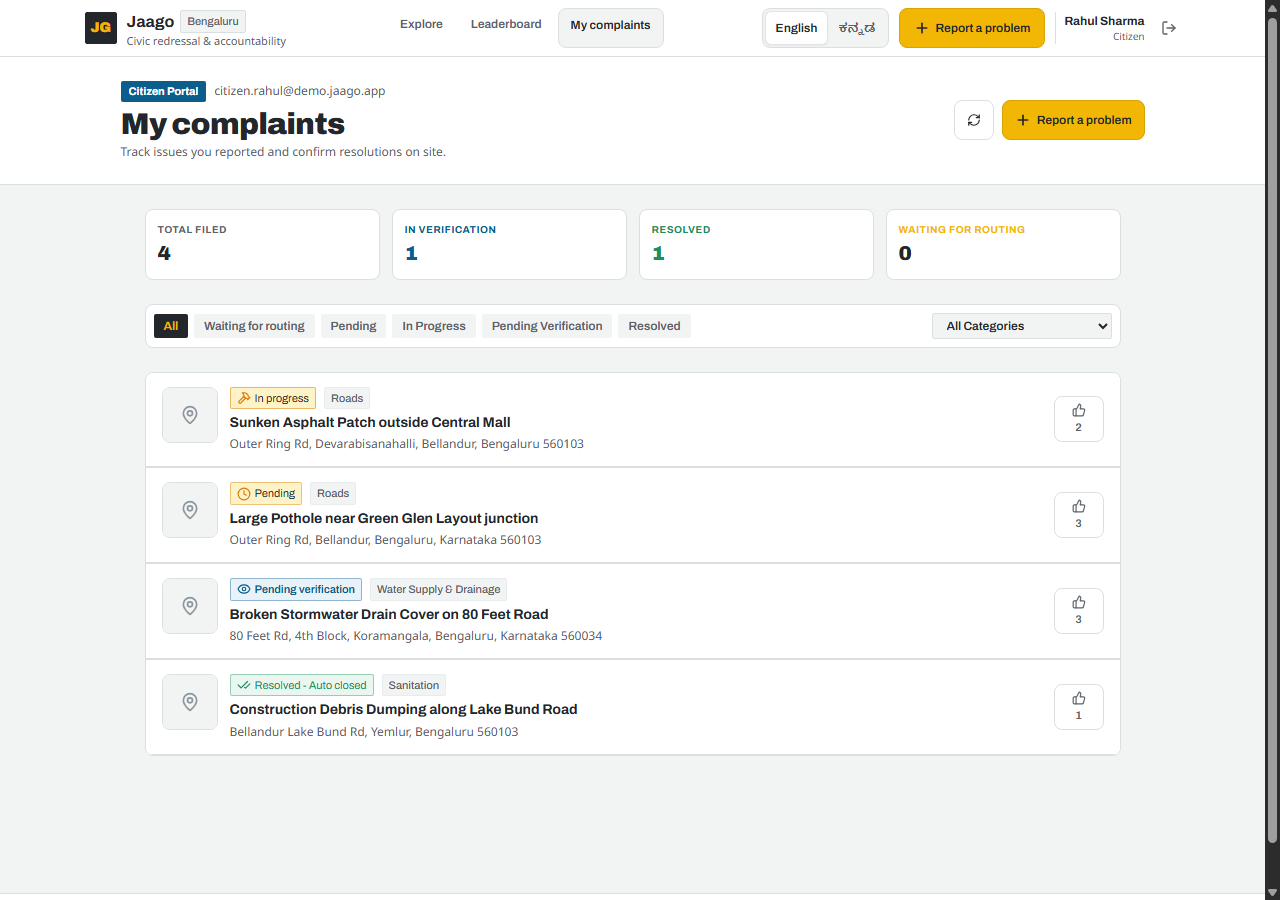 JG
Jaago
Bengaluru
Civic redressal & accountability
Explore
Leaderboard
My complaints
English
ಕನ್ನಡ
+ Report a problem
Rahul Sharma
Citizen
Citizen Portal
citizen.rahul@demo.jaago.app
My complaints
Track issues you reported and confirm resolutions on site.
+ Report a problem
TOTAL FILED
4
IN VERIFICATION
1
RESOLVED
1
WAITING FOR ROUTING
0
All
Waiting for routing
Pending
In Progress
Pending Verification
Resolved
All Categories
In progress
Roads
Sunken Asphalt Patch outside Central Mall
Outer Ring Rd, Devarabisanahalli, Bellandur, Bengaluru 560103
2
Pending
Roads
Large Pothole near Green Glen Layout junction
Outer Ring Rd, Bellandur, Bengaluru, Karnataka 560103
3
Pending verification
Water Supply & Drainage
Broken Stormwater Drain Cover on 80 Feet Road
80 Feet Rd, 4th Block, Koramangala, Bengaluru, Karnataka 560034
3
Resolved - Auto closed
Sanitation
Construction Debris Dumping along Lake Bund Road
Bellandur Lake Bund Rd, Yemlur, Bengaluru 560103
1